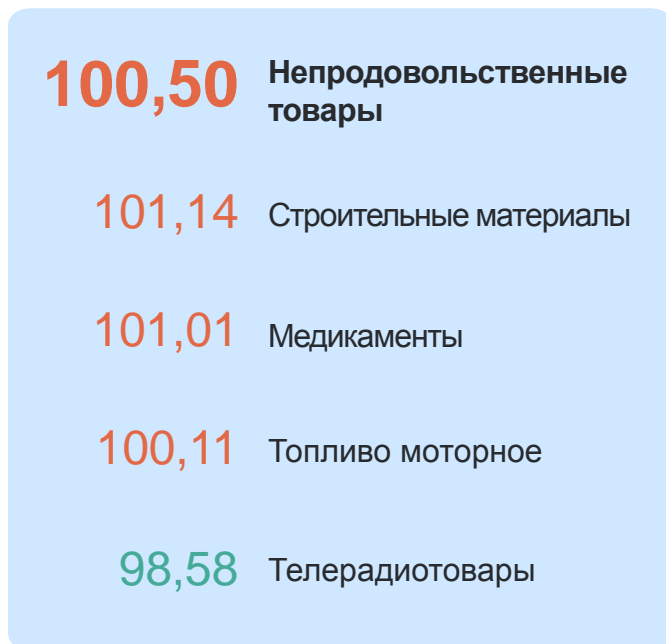 100,50 Непродовольственные
товары
101,14 Строительные материалы
101,01 Медикаменты
100,11 Топливо моторное
98,58 Телерадиотовары